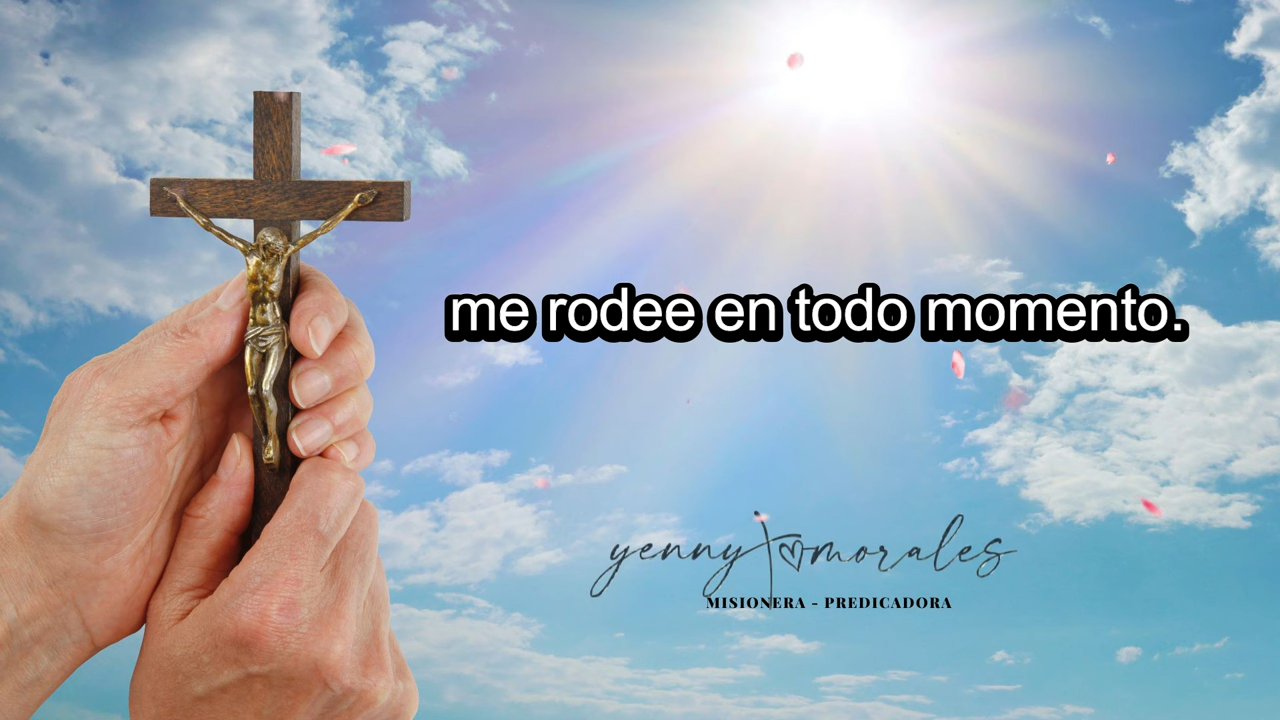 me rodee en todo momento.
yenny morales
MISIONERA - PREDICADORA